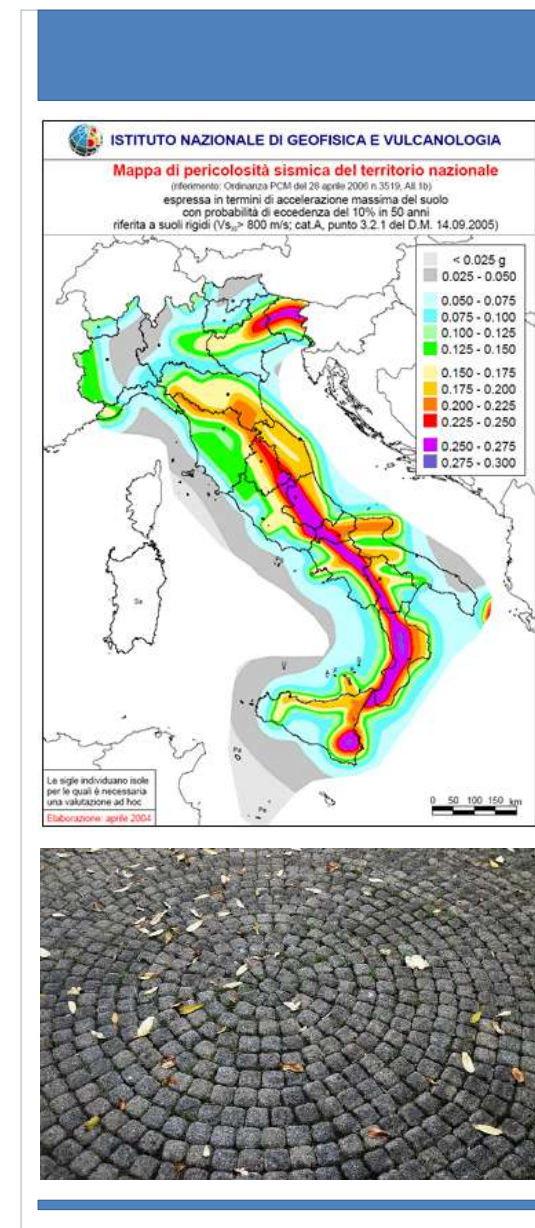 ISTITUTO NAZIONALE DI GEOFISICA E VULCANOLOGIA
Mappa di pericolosità sismica del territorio nazionale
(riferimento: Ordinanza PCM del 28 aprile 2006 n.3519, All.1b)
espressa in termini di accelerazione massima del suolo
con probabilità di eccedenza del 10% in 50 anni
riferita a suoli rigidi (Vs₃₀> 800 m/s; cat.A, punto 3.2.1 del D.M. 14.09.2005)
< 0.025 g
0.025 - 0.050
0.050 - 0.075
0.075 - 0.100
0.100 - 0.125
0.125 - 0.150
0.150 - 0.175
0.175 - 0.200
0.200 - 0.225
0.225 - 0.250
0.250 - 0.275
0.275 - 0.300
Sa
U
Pa
Pe
Le sigle individuano isole
per le quali è necessaria
una valutazione ad hoc
Elaborazione: aprile 2004
0 50 100 150 km